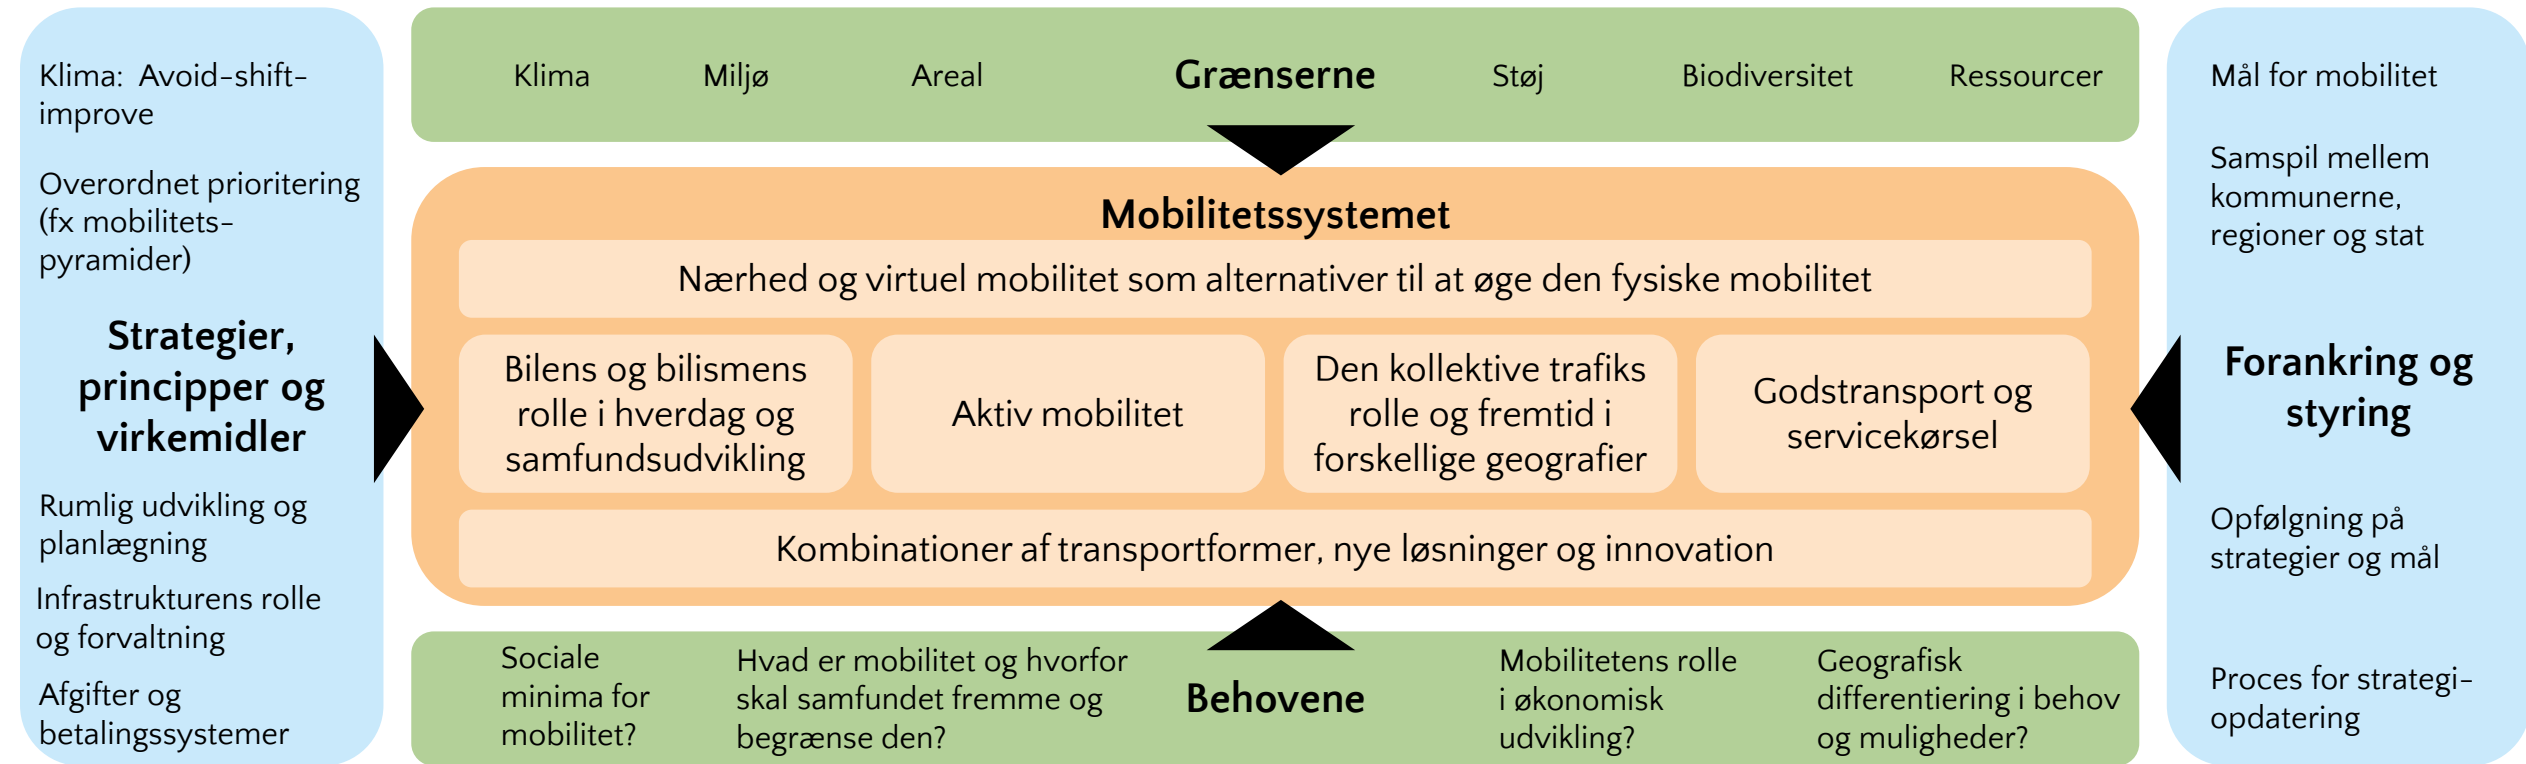 Klima: Avoid-shift-
improve
Overordnet prioritering
(fx mobilitets-
pyramider)
Strategier,
principper og
virkemidler
Rumlig udvikling og
planlægning
Infrastrukturens rolle
og forvaltning
Afgifter og
betalingssystemer
Klima
Miljø
Areal
Grænserne
Støj
Biodiversitet
Ressourcer
Mobilitetssystemet
Nærhed og virtuel mobilitet som alternativer til at øge den fysiske mobilitet
Bilens og bilismens
rolle i hverdag og
samfundsudvikling
Aktiv mobilitet
Den kollektive trafiks
rolle og fremtid i
forskellige geografier
Godstransport og
servicekørsel
Kombinationer af transportformer, nye løsninger og innovation
Sociale
minima for
mobilitet?
Hvad er mobilitet og hvorfor
skal samfundet fremme og
begrænse den?
Behovene
Mobilitetens rolle
i økonomisk
udvikling?
Geografisk
differentiering i behov
og muligheder?
Mål for mobilitet
Samspil mellem
kommunerne,
regioner og stat
Forankring og
styring
Opfølgning på
strategier og mål
Proces for strategi-
opdatering